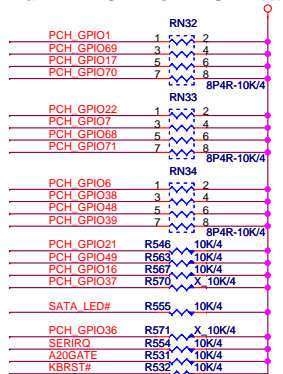 RN32
PCH_GPIO1 1 2
PCH_GPIO69 3 4
PCH_GPIO17 5 6
PCH_GPIO70 7 8
8P4R-10K/4
RN33
PCH_GPIO22 1 2
PCH_GPIO7 3 4
PCH_GPIO68 5 6
PCH_GPIO71 7 8
8P4R-10K/4
RN34
PCH_GPIO6 1 2
PCH_GPIO38 3 4
PCH_GPIO48 5 6
PCH_GPIO39 7 8
8P4R-10K/4
PCH_GPIO21 R546 10K/4
PCH_GPIO49 R563 10K/4
PCH_GPIO16 R567 10K/4
PCH_GPIO37 R570 X_10K/4
SATA_LED# R555 10K/4
PCH_GPIO36 R571 X_10K/4
SERIRQ R554 10K/4
A20GATE R531 10K/4
KBRST# R532 10K/4